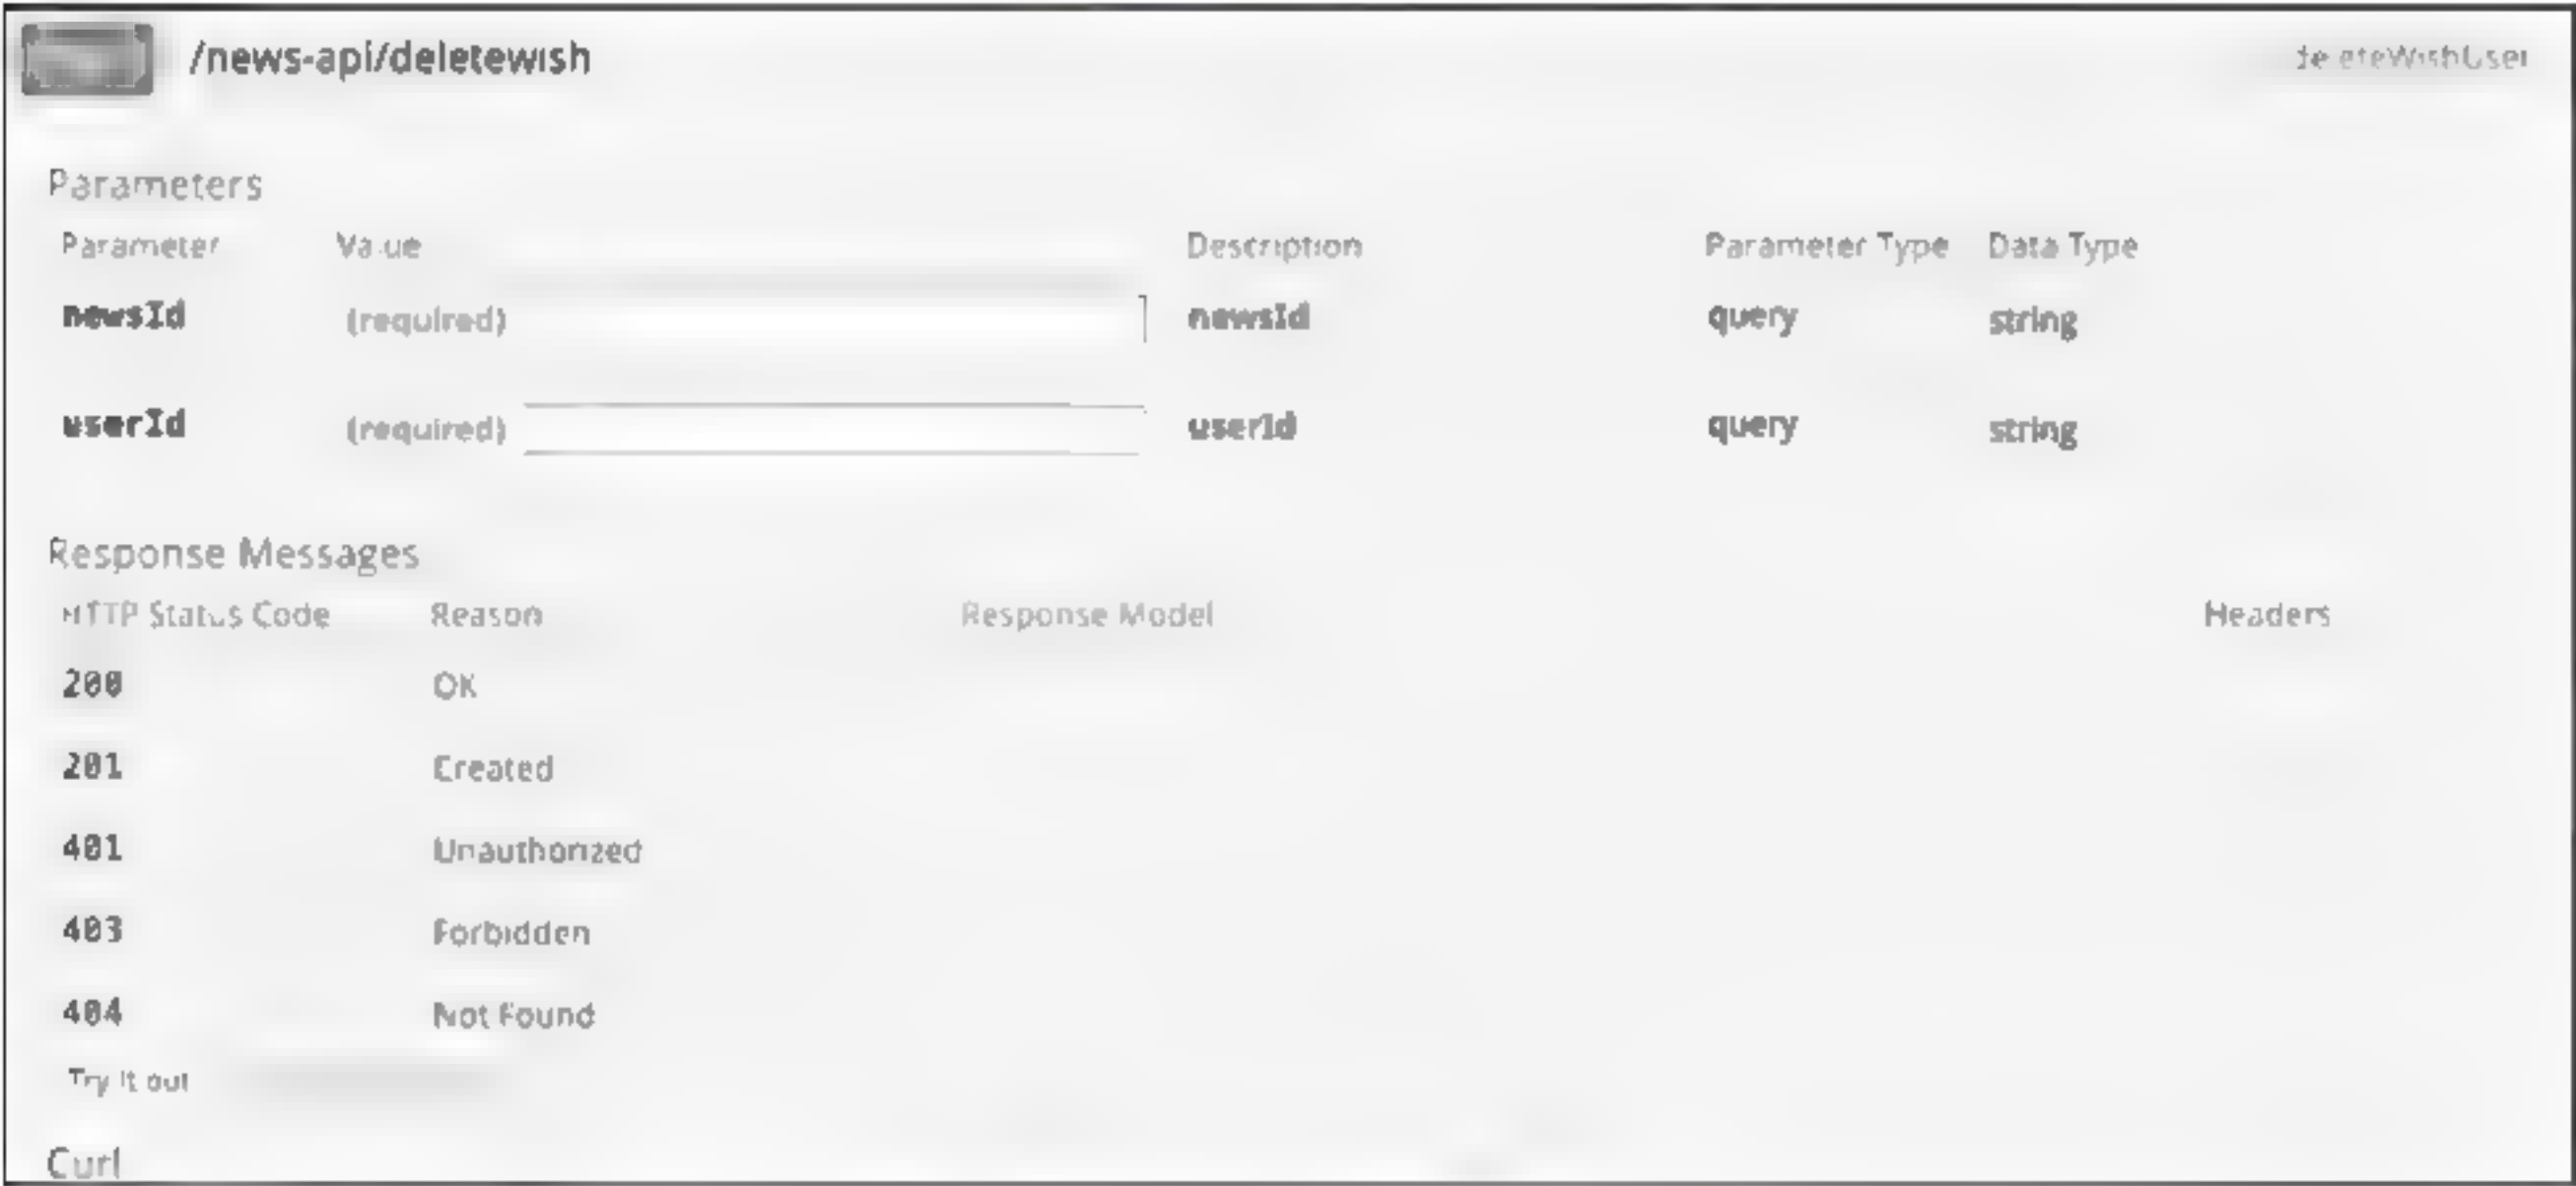 /news-api/deletewish deleteWishUser
Parameters
Parameter Value Description Parameter Type Data Type
newsId (required) newsId query string
userId (required) userId query string
Response Messages
HTTP Status Code Reason Response Model Headers
200 OK
201 Created
401 Unauthorized
403 Forbidden
404 Not Found
Try it out
Curl